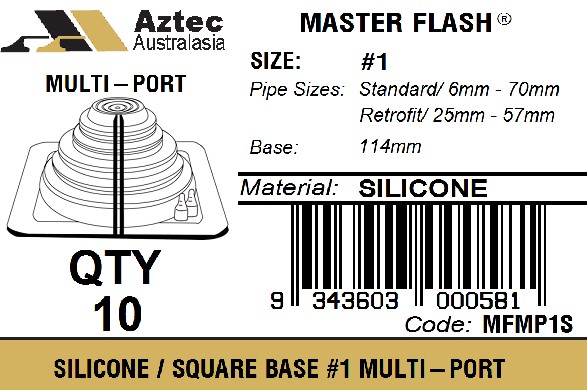 Aztec
Australasia
MULTI – PORT
QTY
10
MASTER FLASH®
SIZE: #1
Pipe Sizes: Standard/ 6mm - 70mm
Retrofit/ 25mm - 57mm
Base: 114mm
Material: SILICONE
9 343603 000581
Code: MFMP1S
SILICONE / SQUARE BASE #1 MULTI – PORT